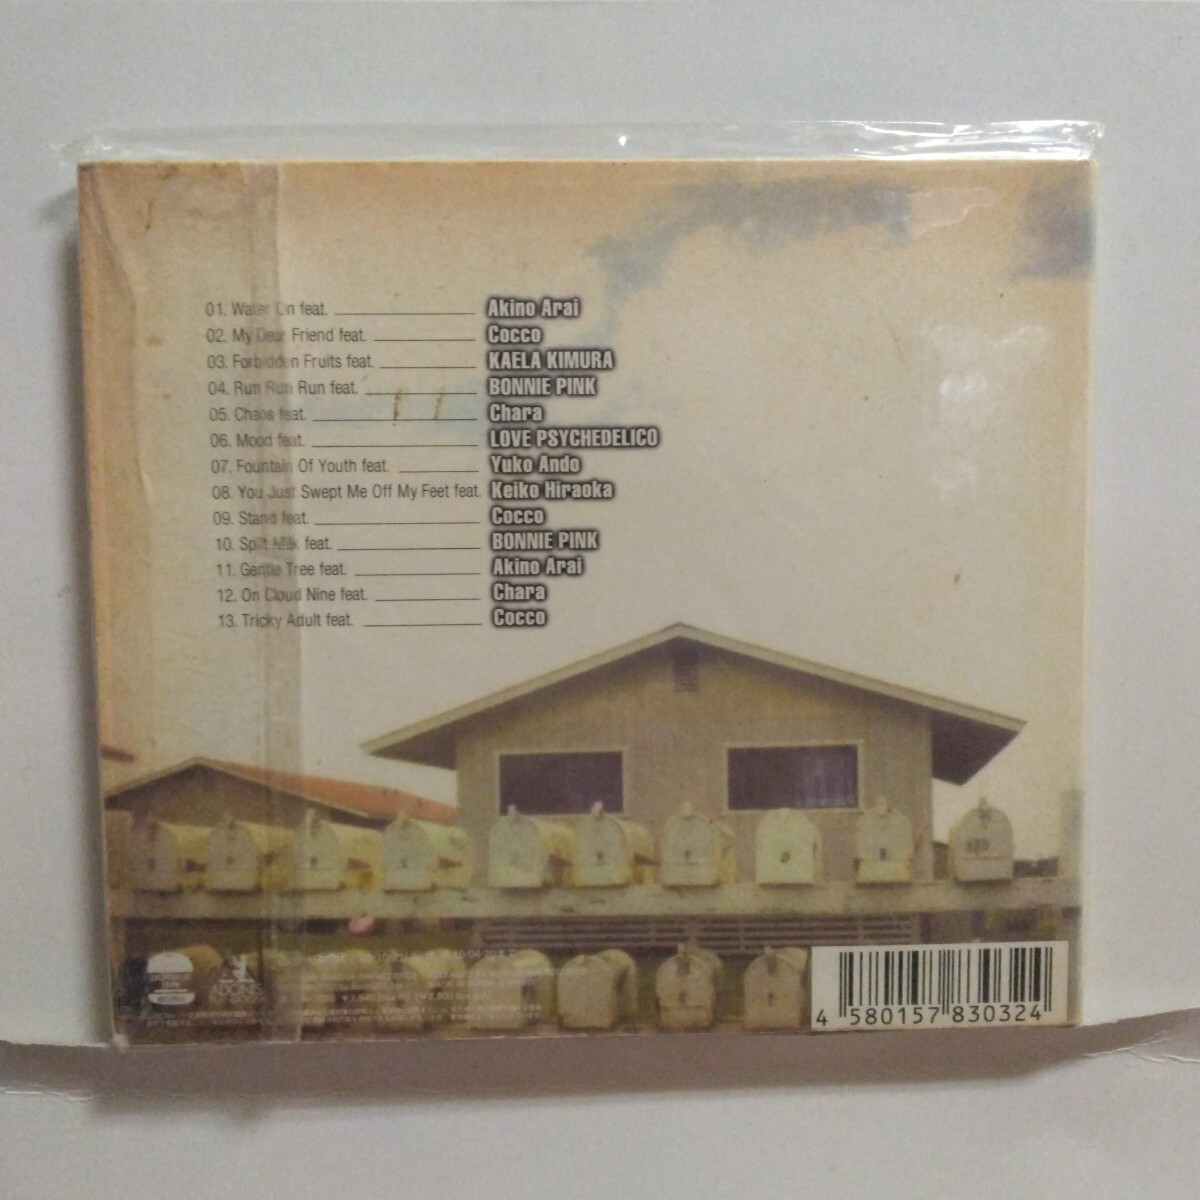 01. Water On feat. Akino Arai
02. My Dear Friend feat. Cocco
03. Forbidden Fruits feat. KAELA KIMURA
04. Run Run Run feat. BONNIE PINK
05. Chaos feat. Chara
06. Mood feat. LOVE PSYCHEDELICO
07. Fountain Of Youth feat. Yuko Ando
08. You Just Swept Me Off My Feet feat. Keiko Hiraoka
09. Stand feat. Cocco
10. Spilt Milk feat. BONNIE PINK
11. Gentle Tree feat. Akino Arai
12. On Cloud Nine feat. Chara
13. Tricky Adult feat. Cocco
ADONIS
4 580157 830324